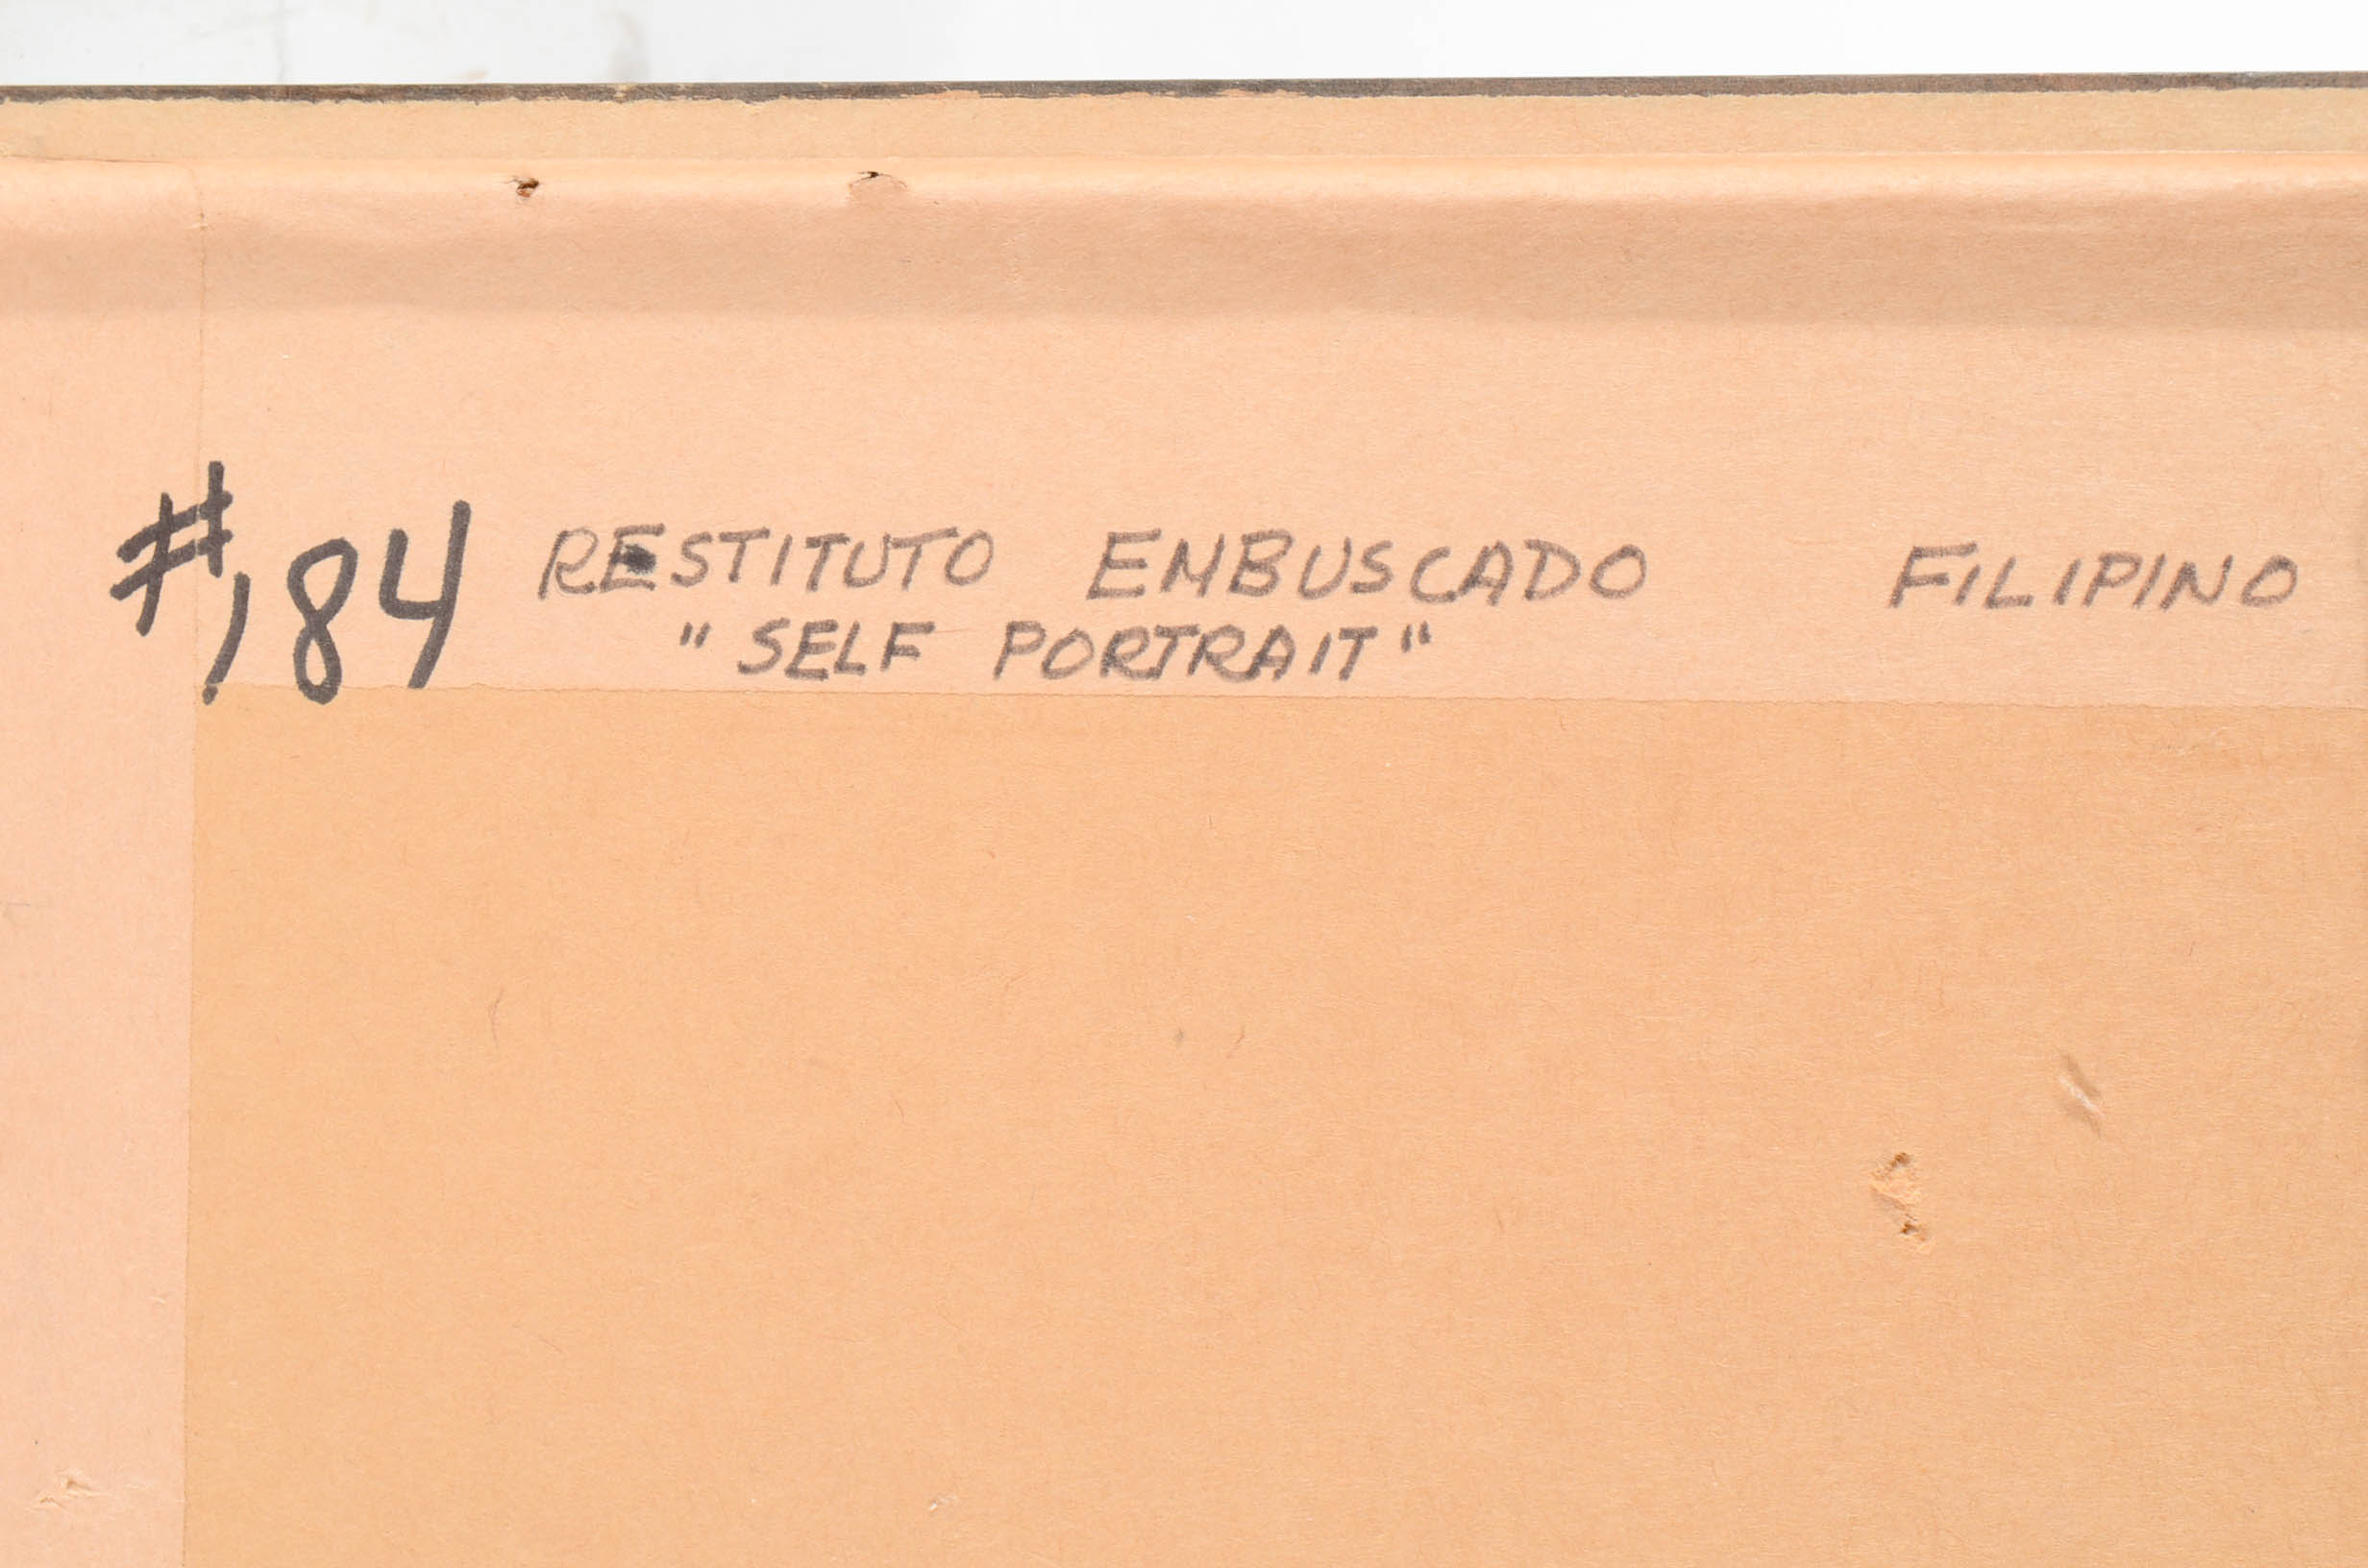 #184 RESTITUTO EMBUSCADO FILIPINO
"SELF PORTRAIT"